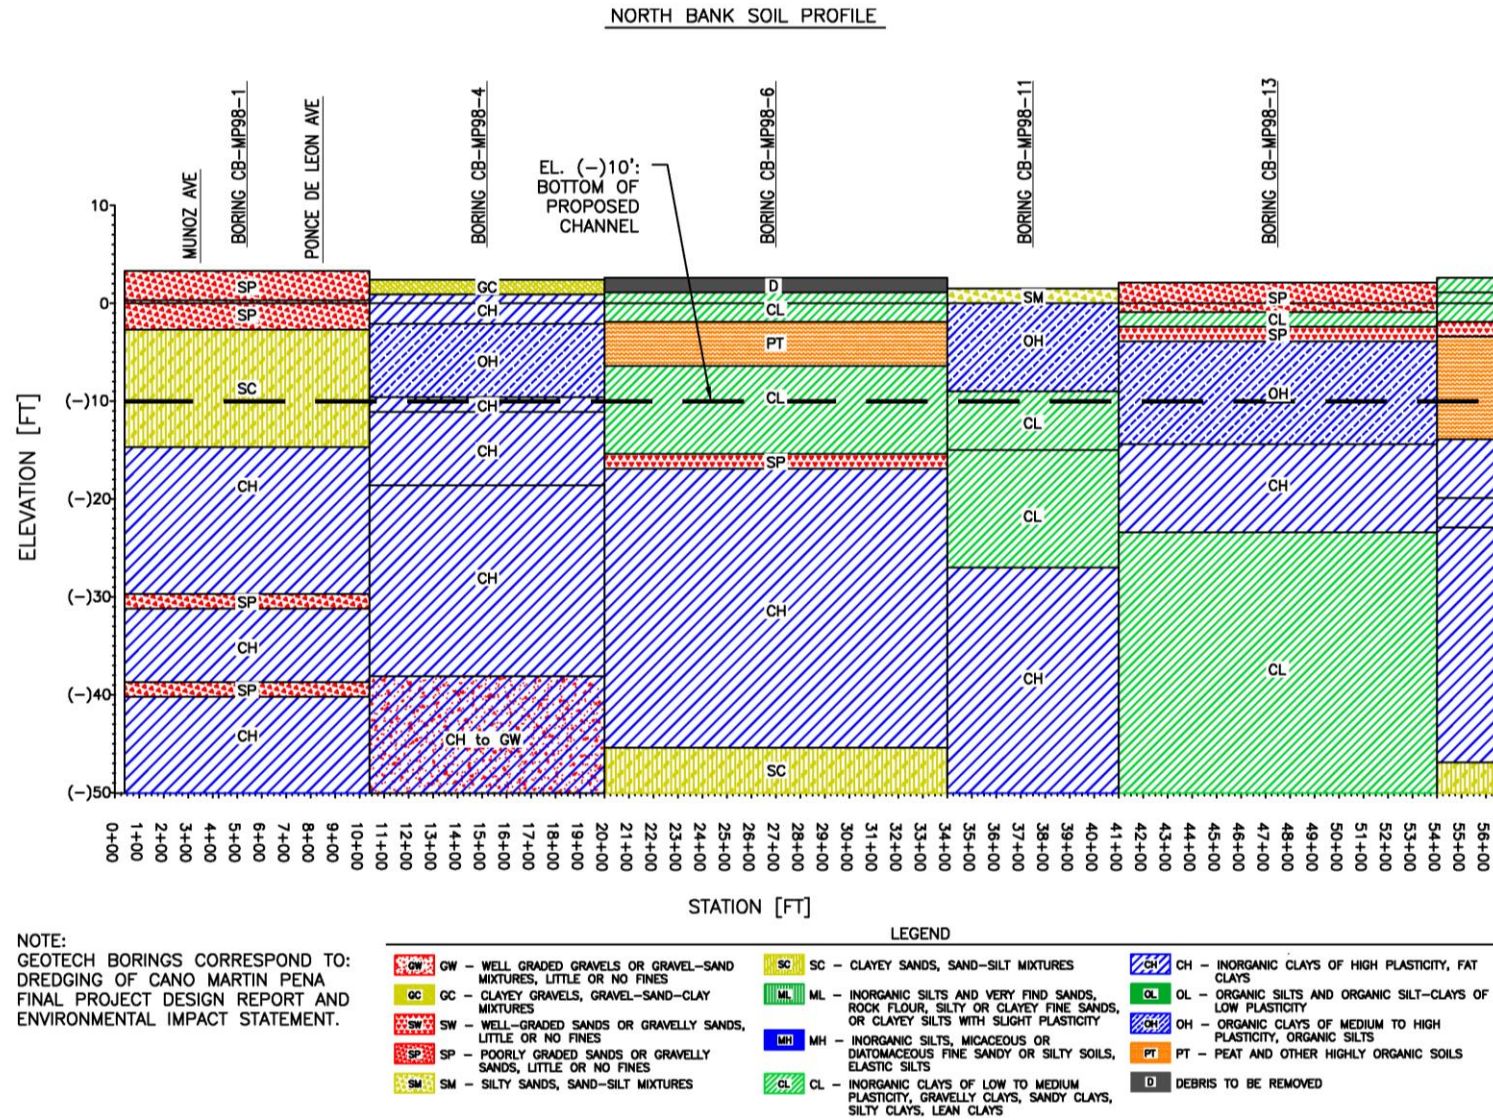 NORTH BANK SOIL PROFILE
MUNOZ AVE
BORING CB-MP98-1
PONCE DE LEON AVE
BORING CB-MP98-4
BORING CB-MP98-6
BORING CB-MP98-11
BORING CB-MP98-13
EL. (-)10':
BOTTOM OF
PROPOSED
CHANNEL
ELEVATION [FT]
10
0
(-)10
(-)20
(-)30
(-)40
(-)50
SP
SP
SC
CH
SP
CH
SP
CH
GC
CH
OH
CH
CH
CH
CH to GW
D
CL
PT
CL
SP
CH
SC
SM
OH
CL
CL
CH
SP
CL
SP
OH
CH
CL
0+00
1+00
2+00
3+00
4+00
5+00
6+00
7+00
8+00
9+00
10+00
11+00
12+00
13+00
14+00
15+00
16+00
17+00
18+00
19+00
20+00
21+00
22+00
23+00
24+00
25+00
26+00
27+00
28+00
29+00
30+00
31+00
32+00
33+00
34+00
35+00
36+00
37+00
38+00
39+00
40+00
41+00
42+00
43+00
44+00
45+00
46+00
47+00
48+00
49+00
50+00
51+00
52+00
53+00
54+00
55+00
56+00
STATION [FT]
NOTE:
GEOTECH BORINGS CORRESPOND TO:
DREDGING OF CANO MARTIN PENA
FINAL PROJECT DESIGN REPORT AND
ENVIRONMENTAL IMPACT STATEMENT.
LEGEND
GW GW - WELL GRADED GRAVELS OR GRAVEL-SAND
MIXTURES, LITTLE OR NO FINES
GC GC - CLAYEY GRAVELS, GRAVEL-SAND-CLAY
MIXTURES
SW SW - WELL-GRADED SANDS OR GRAVELLY SANDS,
LITTLE OR NO FINES
SP SP - POORLY GRADED SANDS OR GRAVELLY
SANDS, LITTLE OR NO FINES
SM SM - SILTY SANDS, SAND-SILT MIXTURES
SC SC - CLAYEY SANDS, SAND-SILT MIXTURES
ML ML - INORGANIC SILTS AND VERY FIND SANDS,
ROCK FLOUR, SILTY OR CLAYEY FINE SANDS,
OR CLAYEY SILTS WITH SLIGHT PLASTICITY
MH MH - INORGANIC SILTS, MICACEOUS OR
DIATOMACEOUS FINE SANDY OR SILTY SOILS,
ELASTIC SILTS
CL CL - INORGANIC CLAYS OF LOW TO MEDIUM
PLASTICITY, GRAVELLY CLAYS, SANDY CLAYS,
SILTY CLAYS, LEAN CLAYS
CH CH - INORGANIC CLAYS OF HIGH PLASTICITY, FAT
CLAYS
OL OL - ORGANIC SILTS AND ORGANIC SILT-CLAYS OF
LOW PLASTICITY
OH OH - ORGANIC CLAYS OF MEDIUM TO HIGH
PLASTICITY, ORGANIC SILTS
PT PT - PEAT AND OTHER HIGHLY ORGANIC SOILS
D DEBRIS TO BE REMOVED